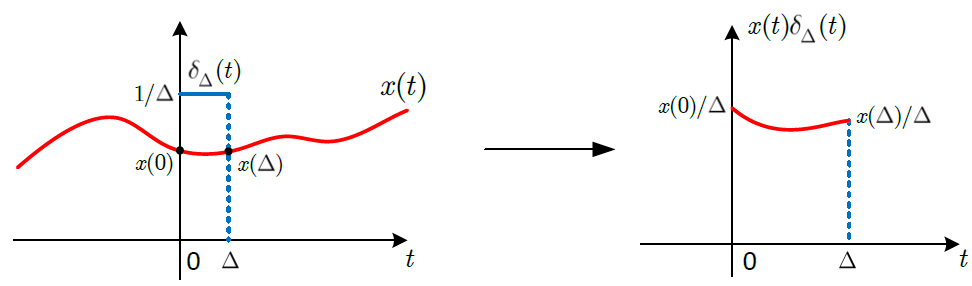 δ_Δ(t)
1/Δ
x(t)
x(0)
x(Δ)
0
Δ
t
x(t)δ_Δ(t)
x(0)/Δ
x(Δ)/Δ
0
Δ
t